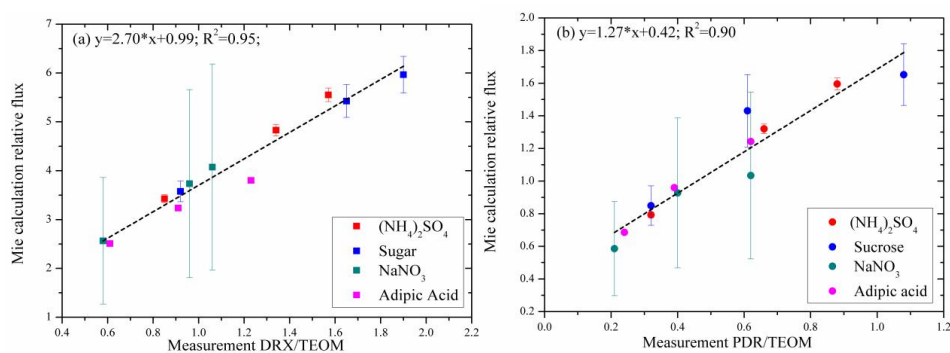 (a) y=2.70*x+0.99; R²=0.95;
7
6
5
4
3
2
1
Mie calculation relative flux
(NH₄)₂SO₄
Sugar
NaNO₃
Adipic Acid
0.4 0.6 0.8 1.0 1.2 1.4 1.6 1.8 2.0 2.2
Measurement DRX/TEOM
(b) y=1.27*x+0.42; R²=0.90
2.0
1.8
1.6
1.4
1.2
1.0
0.8
0.6
0.4
0.2
0.0
Mie calculation relative flux
(NH₄)₂SO₄
Sucrose
NaNO₃
Adipic acid
0.0 0.2 0.4 0.6 0.8 1.0 1.2
Measurement PDR/TEOM